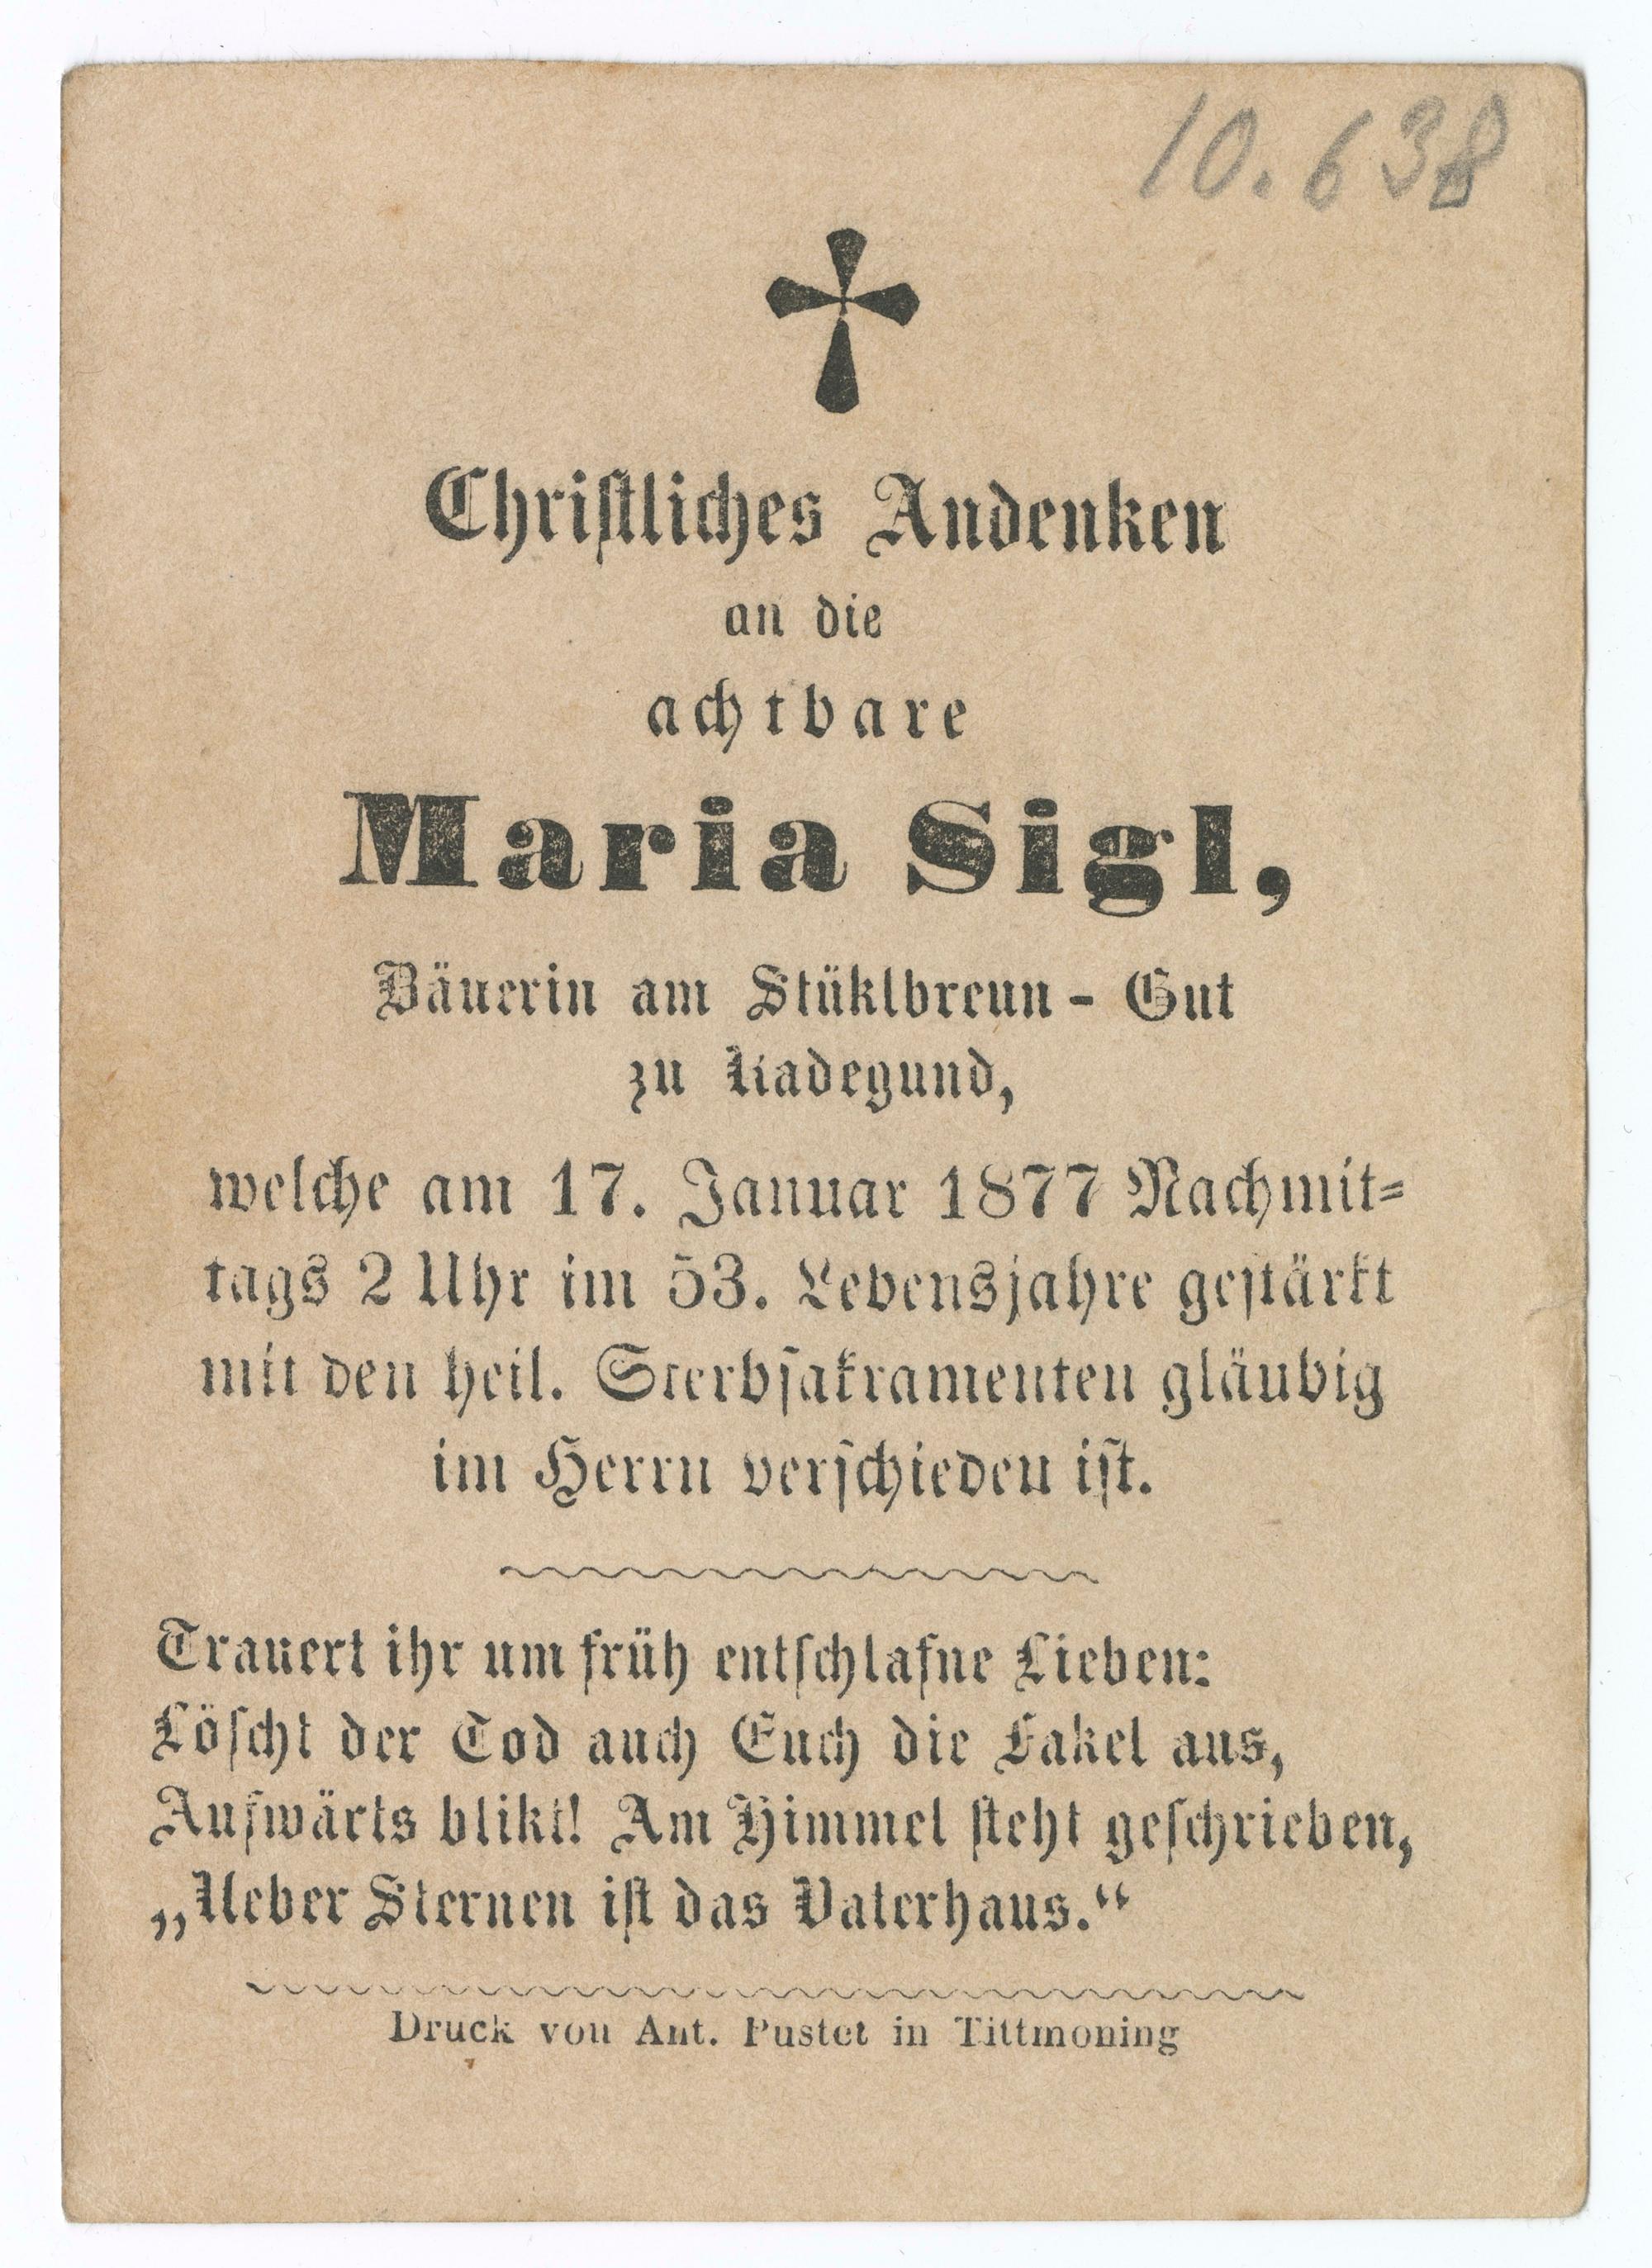 10.638
Christliches Andenken
an die
achtbare
Maria Sigl,
Bäuerin am Stüklbreun - Gut
zu Radegund,
welche am 17. Januar 1877 Nachmit=
tags 2 Uhr im 53. Lebensjahre gestärkt
mit den heil. Sterbsakramenten gläubig
im Herrn verschieden ist.
Trauert ihr um früh entschlafne Lieben:
Löscht der Tod auch Euch die Fakel aus,
Aufwärts blikt! Am Himmel steht geschrieben,
„Ueber Sternen ist das Vaterhaus.“
Druck von Ant. Pustet in Tittmoning